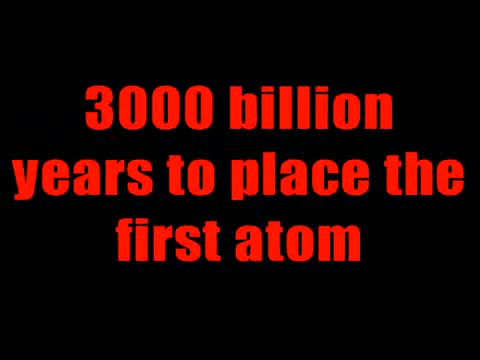 3000 billion
years to place the
first atom